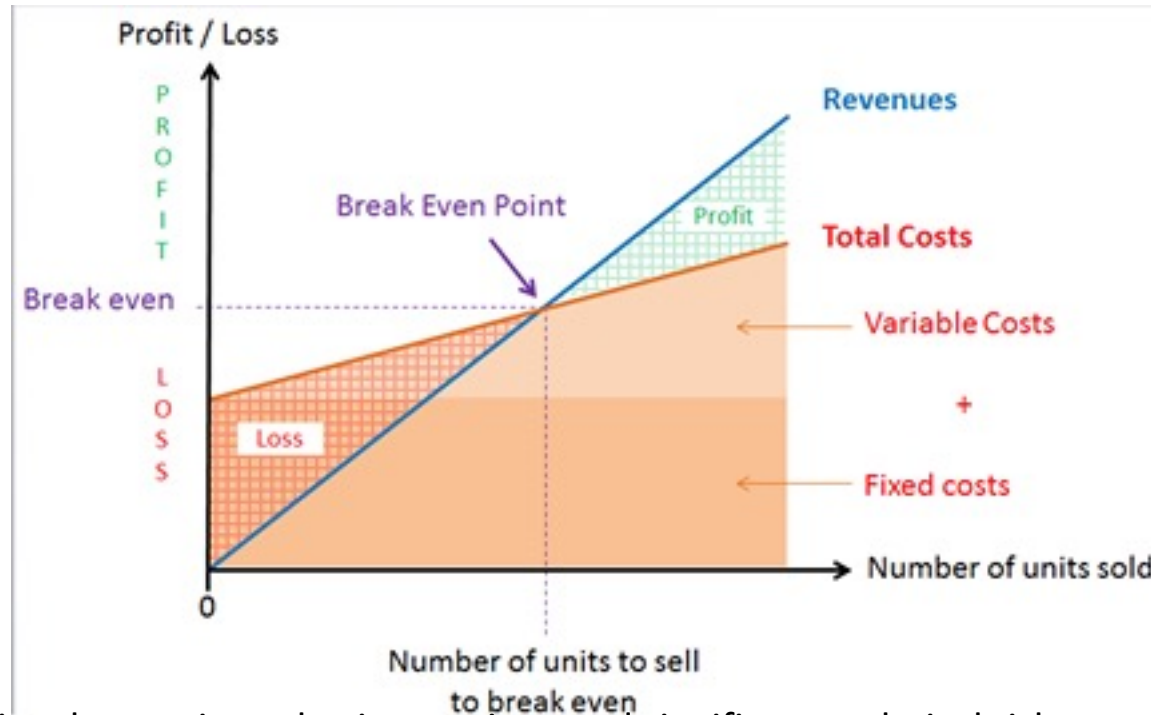 Profit / Loss
PROFIT
Revenues
Break Even Point
Profit
Total Costs
Break even
Variable Costs
LOSS
+
Loss
Fixed costs
Number of units sold
0
Number of units to sell
to break even